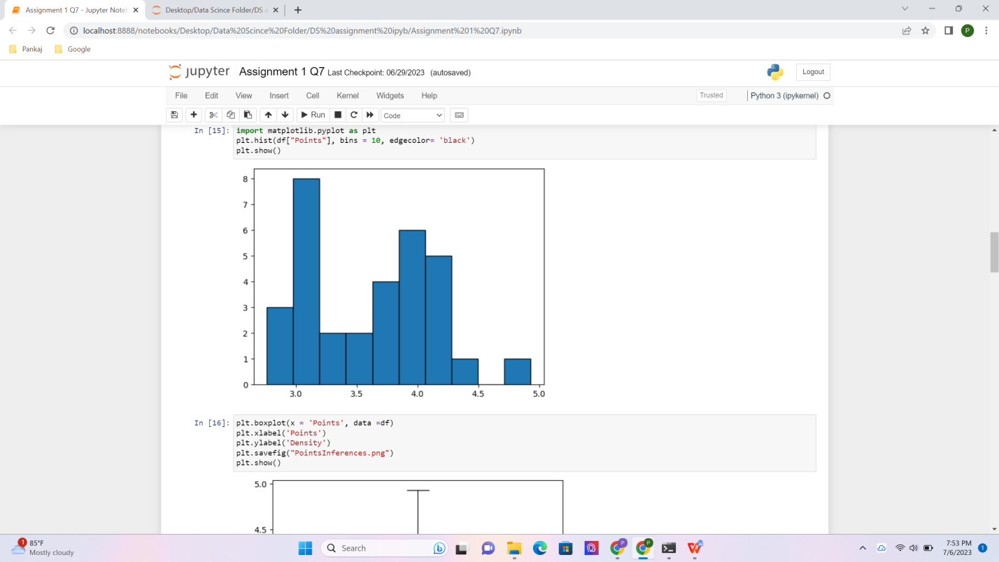 Assignment 1 Q7 - Jupyter Notel
Desktop/Data Scince Folder/DS a
localhost:8888/notebooks/Desktop/Data%20Scince%20Folder/DS%20assignment%20ipyb/Assignment%201%20Q7.ipynb
P
Pankaj
Google
jupyter Assignment 1 Q7 Last Checkpoint: 06/29/2023 (autosaved)
Logout
File Edit View Insert Cell Kernel Widgets Help
Trusted
Python 3 (ipykernel)
Run
Code
In [15]: import matplotlib.pyplot as plt
plt.hist(df["Points"], bins = 10, edgecolor= 'black')
plt.show()
8
7
6
5
4
3
2
1
0
3.0 3.5 4.0 4.5 5.0
In [16]: plt.boxplot(x = 'Points', data =df)
plt.xlabel('Points')
plt.ylabel('Density')
plt.savefig("PointsInferences.png")
plt.show()
5.0
4.5
1
85°F
Mostly cloudy
Search
P
P
W
7:53 PM
7/6/2023
1